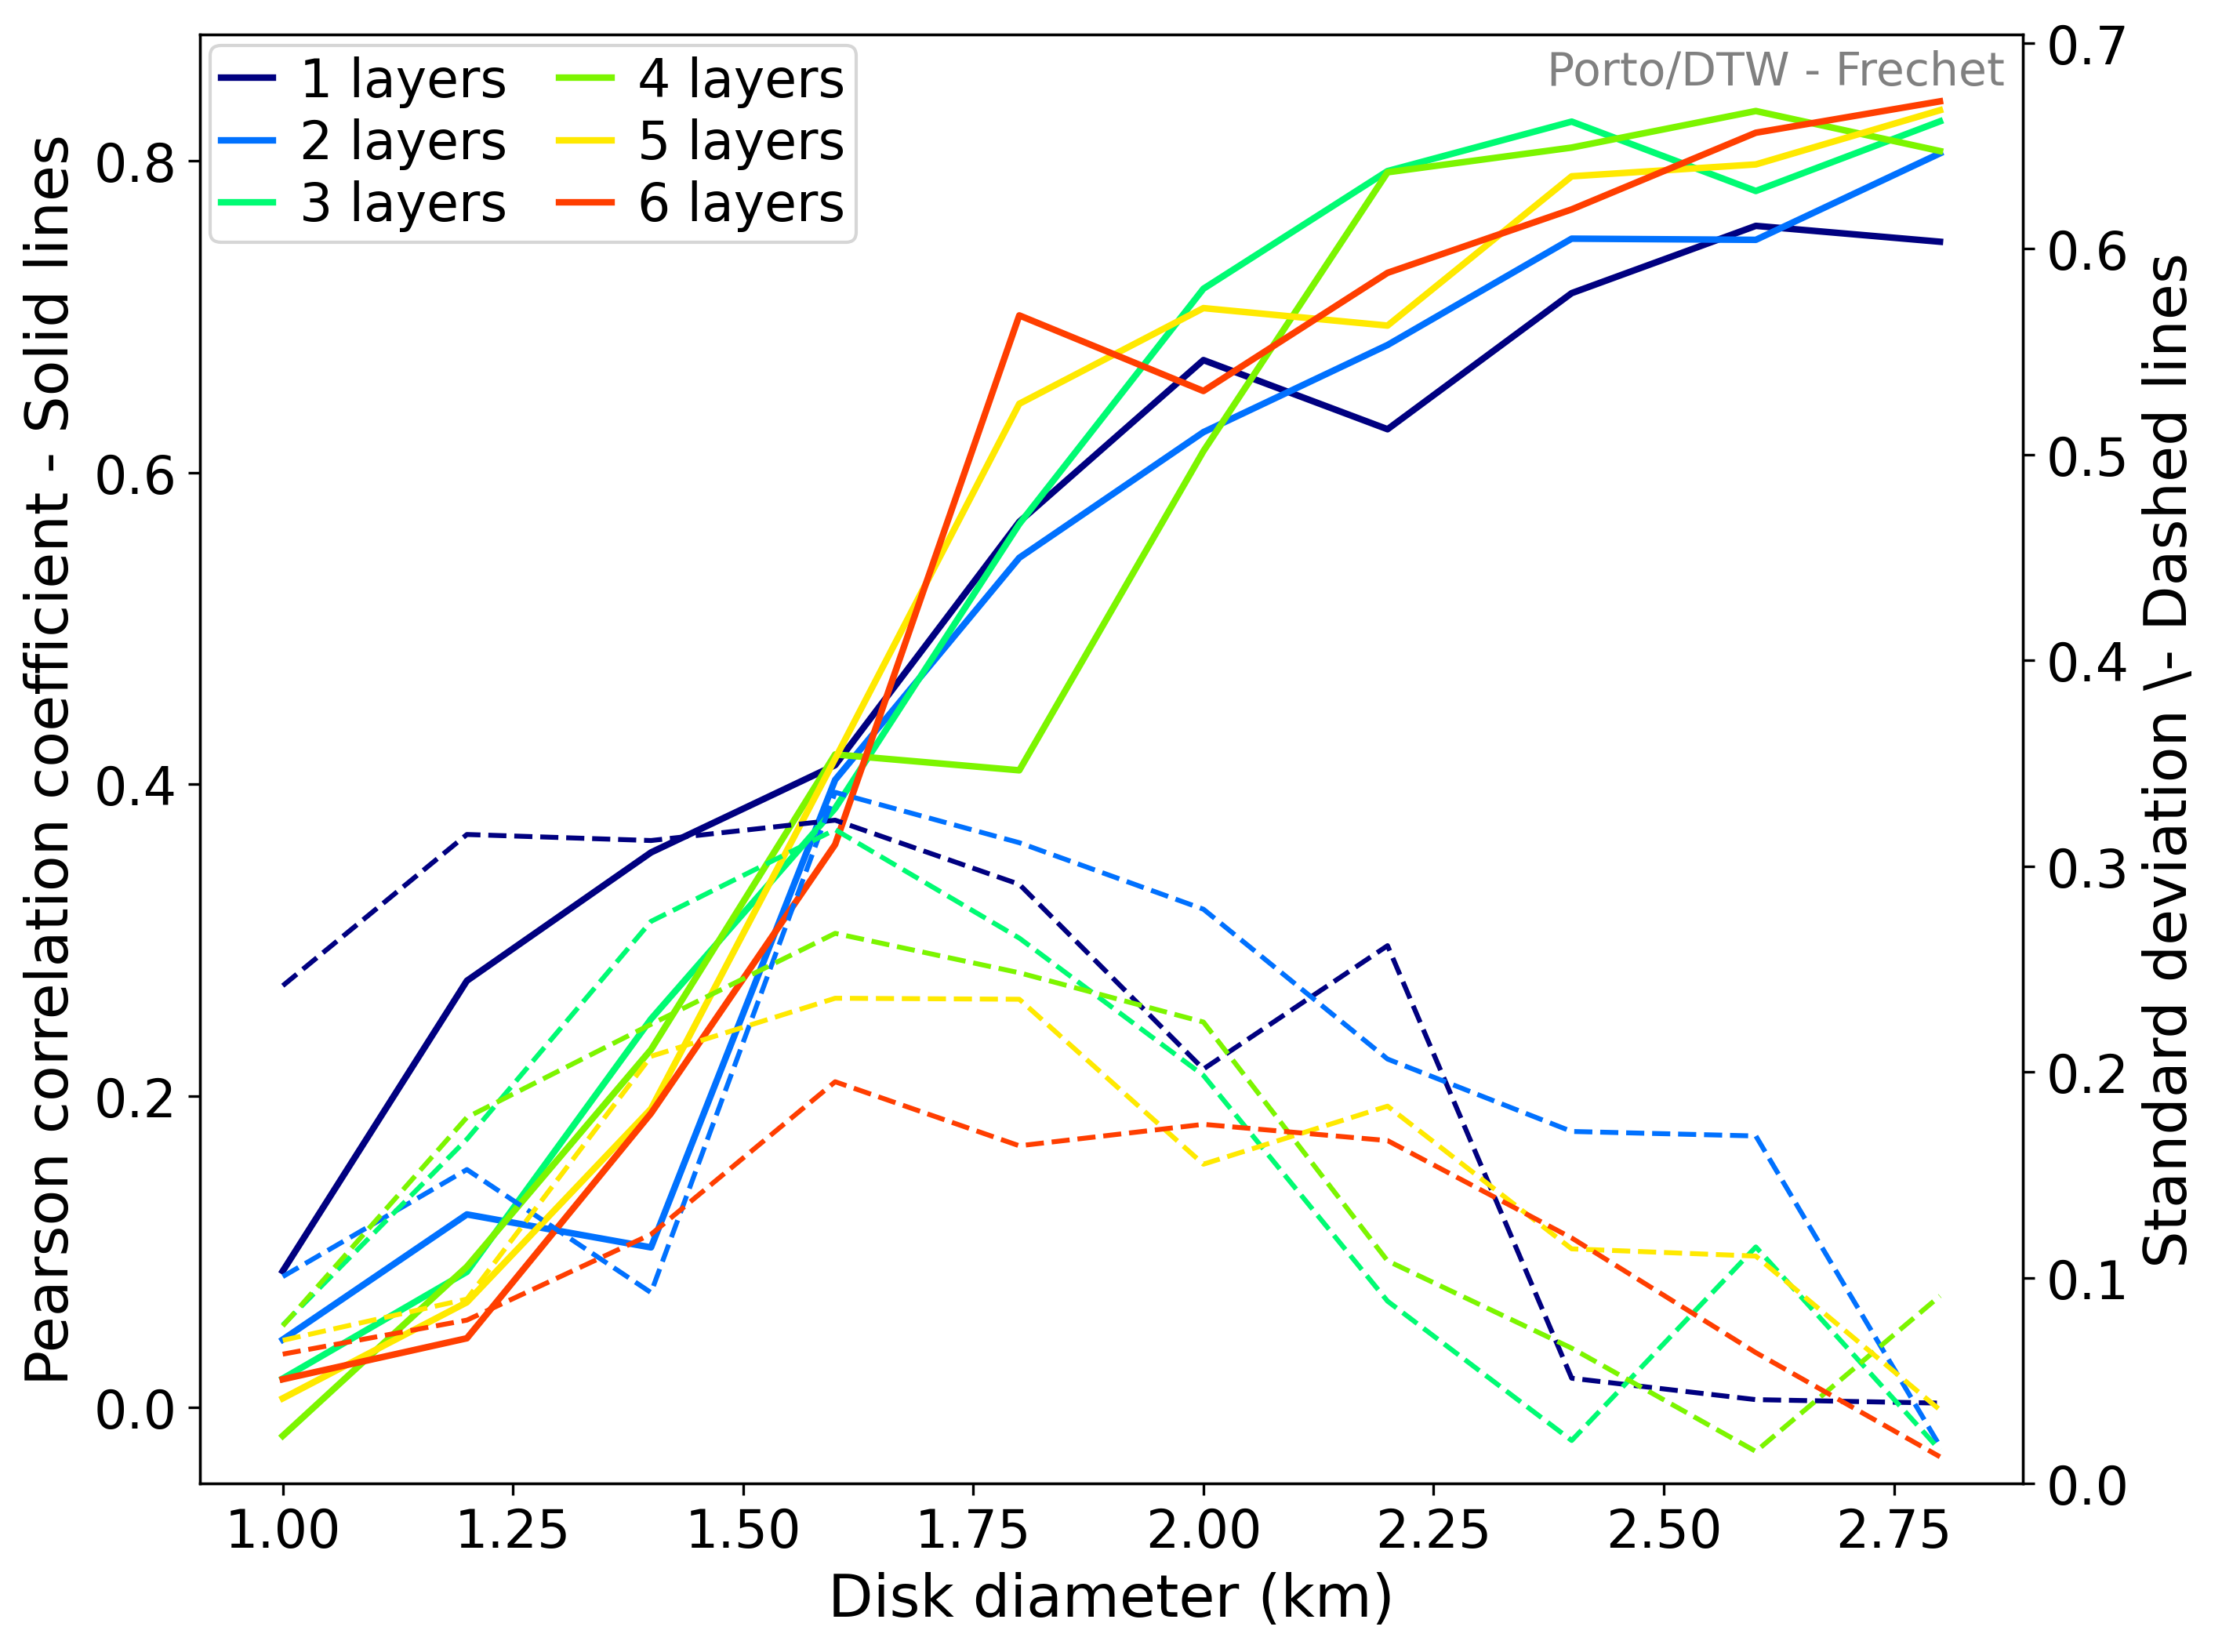 Porto/DTW - Frechet
1 layers
2 layers
3 layers
4 layers
5 layers
6 layers
Pearson correlation coefficient - Solid lines
0.8
0.6
0.4
0.2
0.0
Standard deviation \- Dashed lines
0.7
0.6
0.5
0.4
0.3
0.2
0.1
0.0
1.00 1.25 1.50 1.75 2.00 2.25 2.50 2.75
Disk diameter (km)